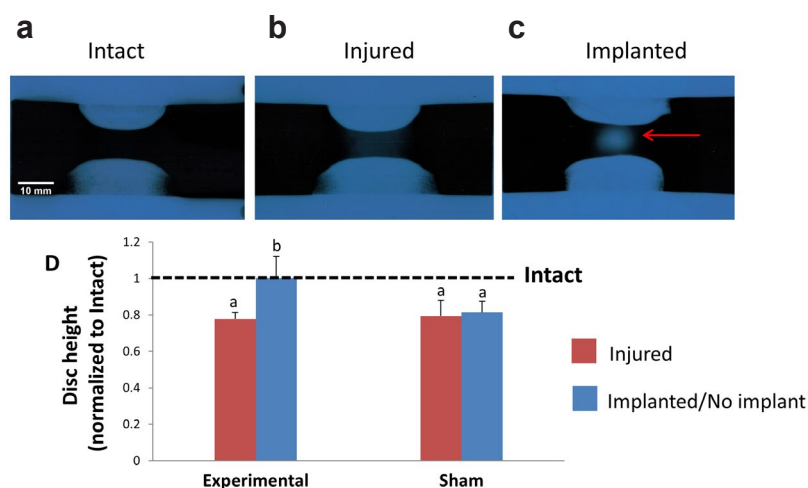 a
Intact
b
Injured
c
Implanted
10 mm
D
Disc height
(normalized to Intact)
1.2
1
0.8
0.6
0.4
0.2
0
a
b
a
a
Intact
Injured
Implanted/No implant
Experimental
Sham